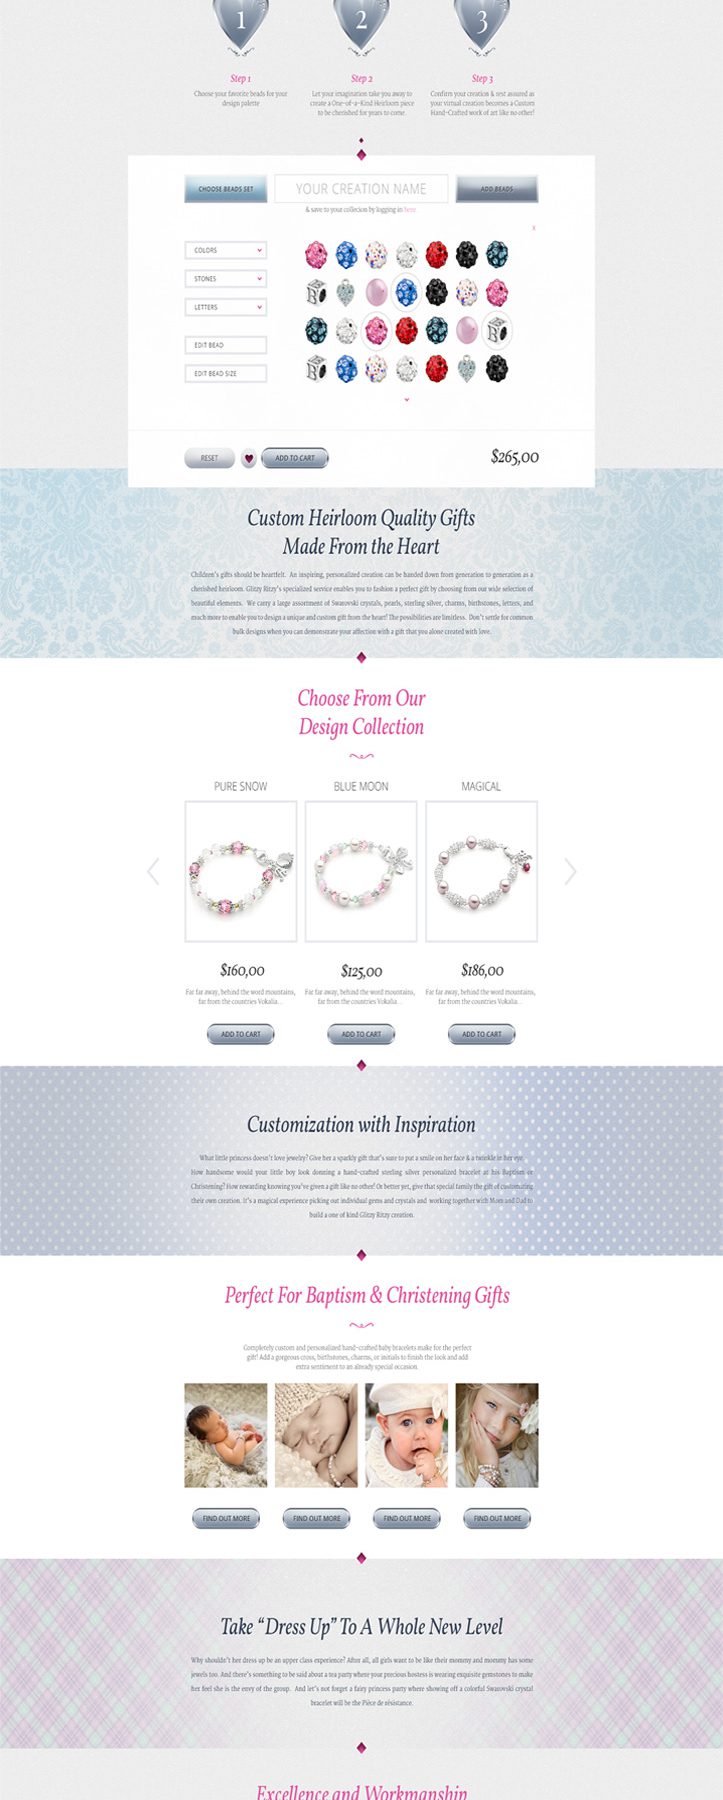 1 2 3
Step 1 Step 2 Step 3
Choose your favorite beads for your
design palette
Let your imagination take you away to
create a One-of-a-Kind Heirloom piece
to be cherished for years to come.
Confirm your creation & rest assured as
your virtual creation becomes a Custom
Hand-Crafted work of art like no other!
CHOOSE BEADS SET
YOUR CREATION NAME
ADD BEADS
& save to your collecion by logging in here.
x
COLORS
STONES
LETTERS
EDIT BEAD
EDIT BEAD SIZE
B
B
B
RESET
ADD TO CART
$265,00
Custom Heirloom Quality Gifts
Made From the Heart
Children's gifts should be heartfelt. An inspiring, personalized creation can be handed down from generation to generation as a
cherished heirloom. Glitzy Ritzy's specialized service enables you to fashion a perfect gift by choosing from our wide selection of
beautiful elements. We carry a large assortment of Swarovski crystals, pearls, sterling silver, charms, birthstones, letters, and
much more to enable you to design a unique and custom gift from the heart! The possibilities are limitless. Don't settle for common
bulk designs when you can demonstrate your affection with a gift that you alone created with love.
Choose From Our
Design Collection
PURE SNOW BLUE MOON MAGICAL
$160,00 $125,00 $186,00
Far far away, behind the word mountains,
far from the countries Vokalia...
Far far away, behind the word mountains,
far from the countries Vokalia...
Far far away, behind the word mountains,
far from the countries Vokalia...
ADD TO CART ADD TO CART ADD TO CART
Customization with Inspiration
What little princess doesn't love jewelry? Give her a sparkly gift that's sure to put a smile on her face & a twinkle in her eye.
How handsome would your little boy look donning a hand-crafted sterling silver personalized bracelet at his Baptism or
Christening? How rewarding knowing you've given a gift like no other! Or better yet, give that special family the gift of customizing
their own creation. It's a magical experience picking out individual gems and crystals and working together with Mom and Dad to
build a one of kind Glitzy Ritzy creation.
Perfect For Baptism & Christening Gifts
Completely custom and personalized hand-crafted baby bracelets make for the perfect
gift! Add a gorgeous cross, birthstones, charms, or initials to finish the look and add
extra sentiment to an already special occasion
FIND OUT MORE FIND OUT MORE FIND OUT MORE FIND OUT MORE
Take “Dress Up” To A Whole New Level
Why shouldn't her dress up be an upper class experience? After all, all girls want to be like their mommy and mommy has some
jewels too. And there's something to be said about a tea party where your precious hostess is wearing exquisite gemstones to make
her feel she is the envy of the group. And let's not forget a fairy princess party where showing off a colorful Swarovski crystal
bracelet will be the Pièce de résistance.
Excellence and Workmanship